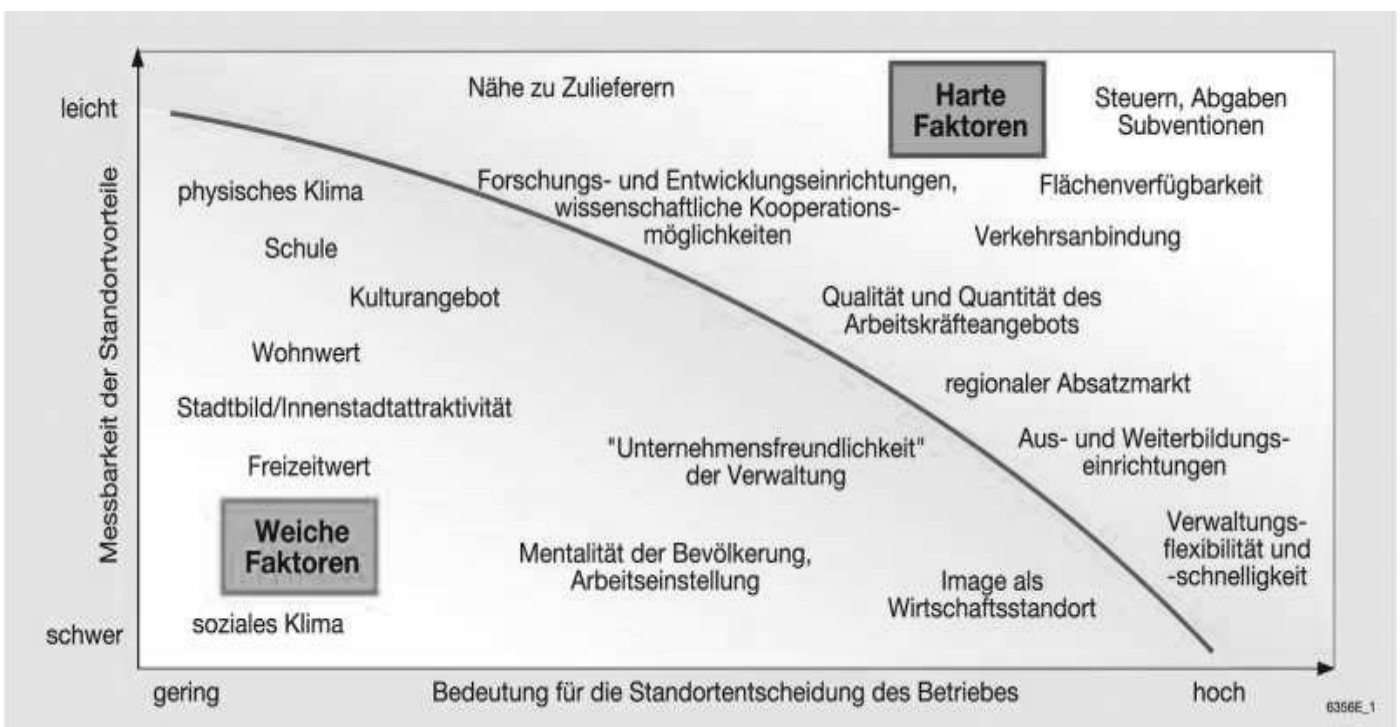 Messbarkeit der Standortvorteile
leicht
schwer
Nähe zu Zulieferern
Harte
Faktoren
Steuern, Abgaben
Subventionen
physisches Klima
Forschungs- und Entwicklungseinrichtungen,
wissenschaftliche Kooperations-
möglichkeiten
Flächenverfügbarkeit
Verkehrsanbindung
Schule
Kulturangebot
Qualität und Quantität des
Arbeitskräfteangebots
Wohnwert
regionaler Absatzmarkt
Stadtbild/Innenstadtattraktivität
"Unternehmensfreundlichkeit"
der Verwaltung
Aus- und Weiterbildungs-
einrichtungen
Freizeitwert
Weiche
Faktoren
Mentalität der Bevölkerung,
Arbeitseinstellung
Verwaltungs-
flexibilität und
-schnelligkeit
Image als
Wirtschaftsstandort
soziales Klima
gering
Bedeutung für die Standortentscheidung des Betriebes
hoch
6356E_1